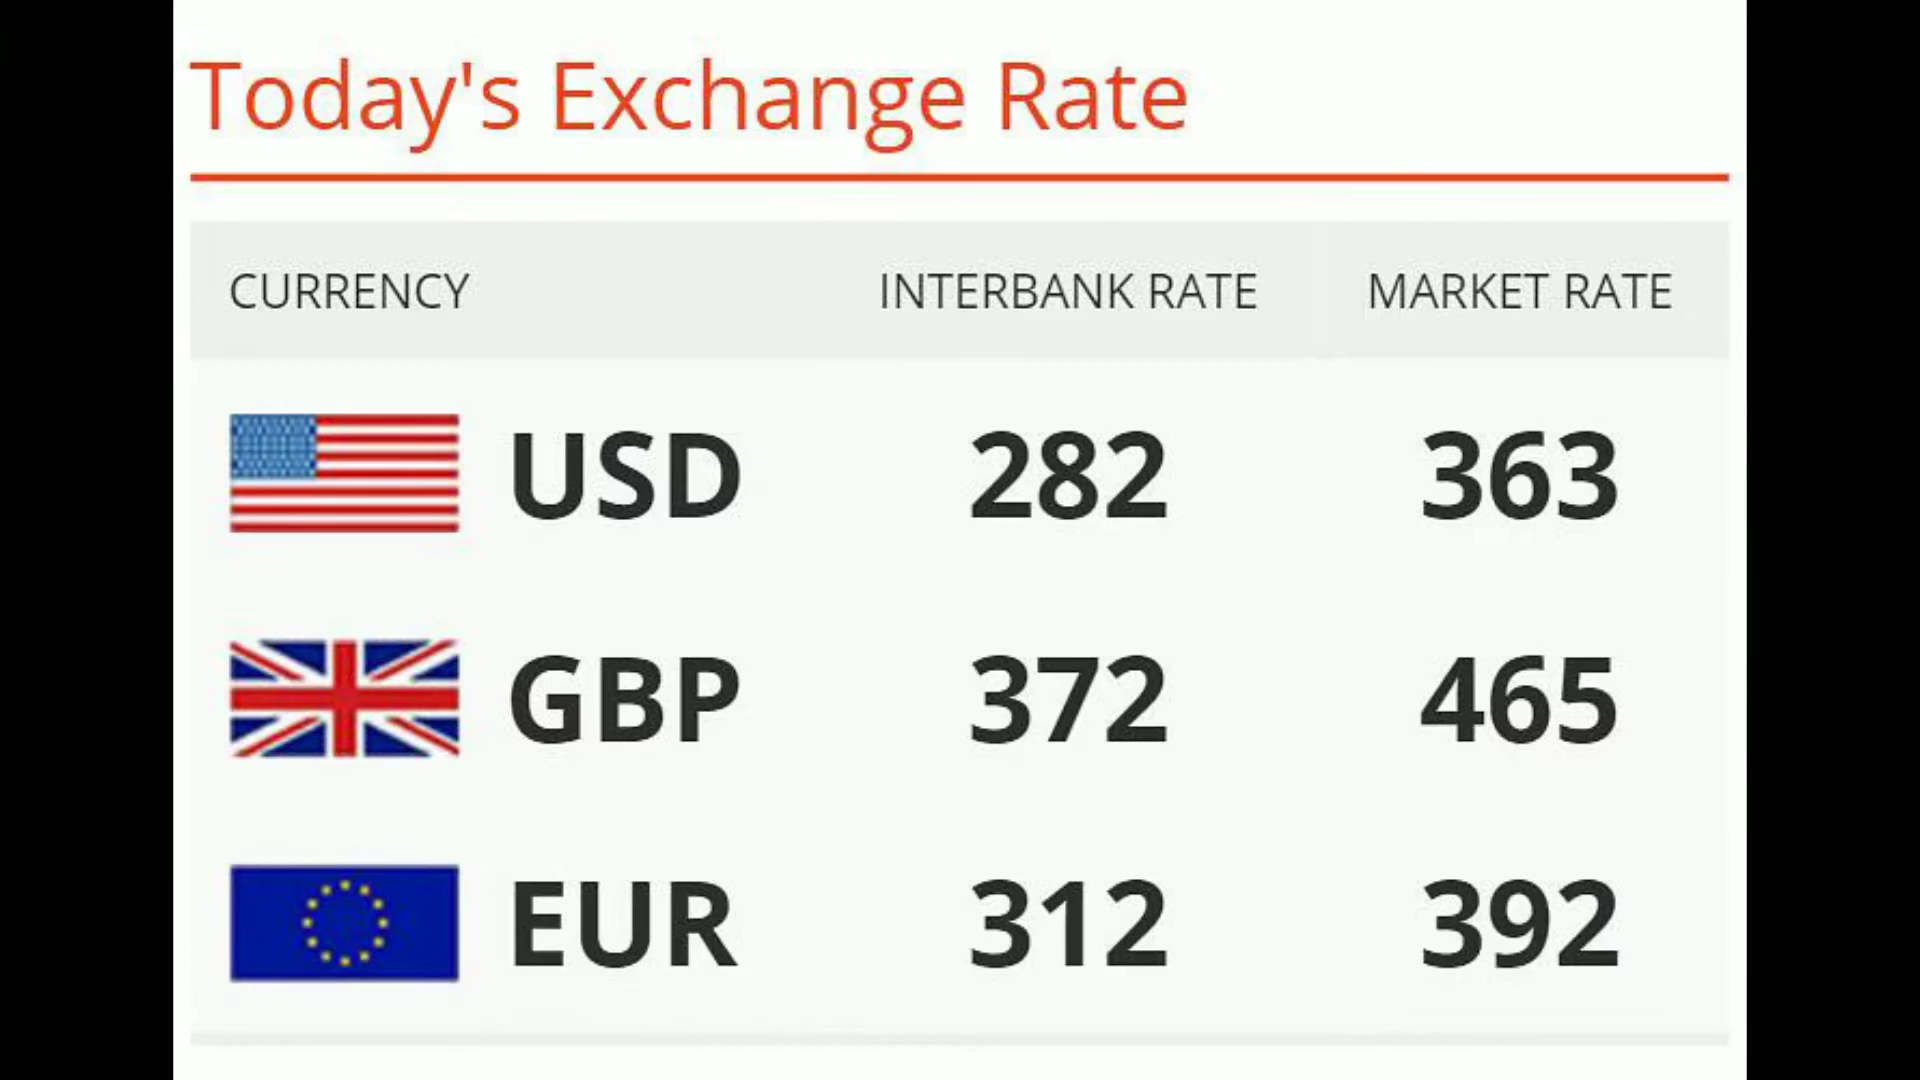 Today's Exchange Rate
CURRENCY INTERBANK RATE MARKET RATE
USD 282 363
GBP 372 465
EUR 312 392